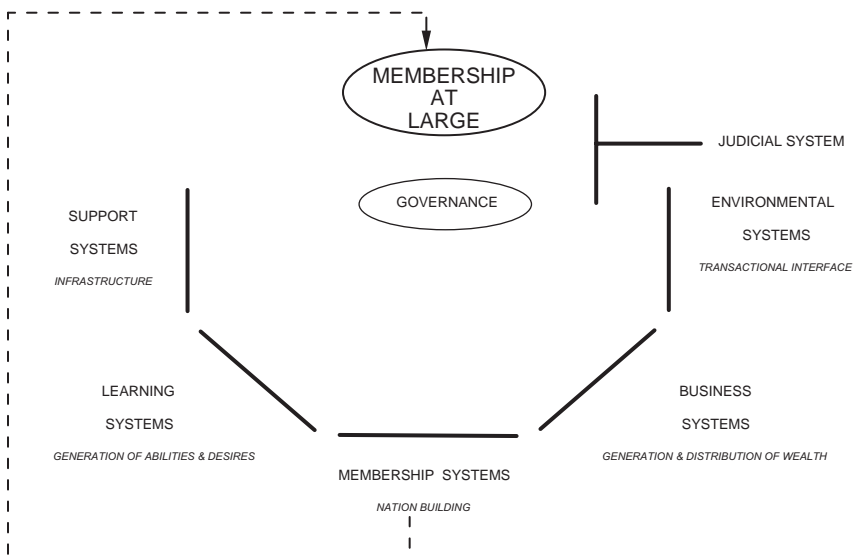 MEMBERSHIP
AT
LARGE
JUDICIAL SYSTEM
GOVERNANCE
SUPPORT
SYSTEMS
INFRASTRUCTURE
ENVIRONMENTAL
SYSTEMS
TRANSACTIONAL INTERFACE
LEARNING
SYSTEMS
GENERATION OF ABILITIES & DESIRES
BUSINESS
SYSTEMS
GENERATION & DISTRIBUTION OF WEALTH
MEMBERSHIP SYSTEMS
NATION BUILDING